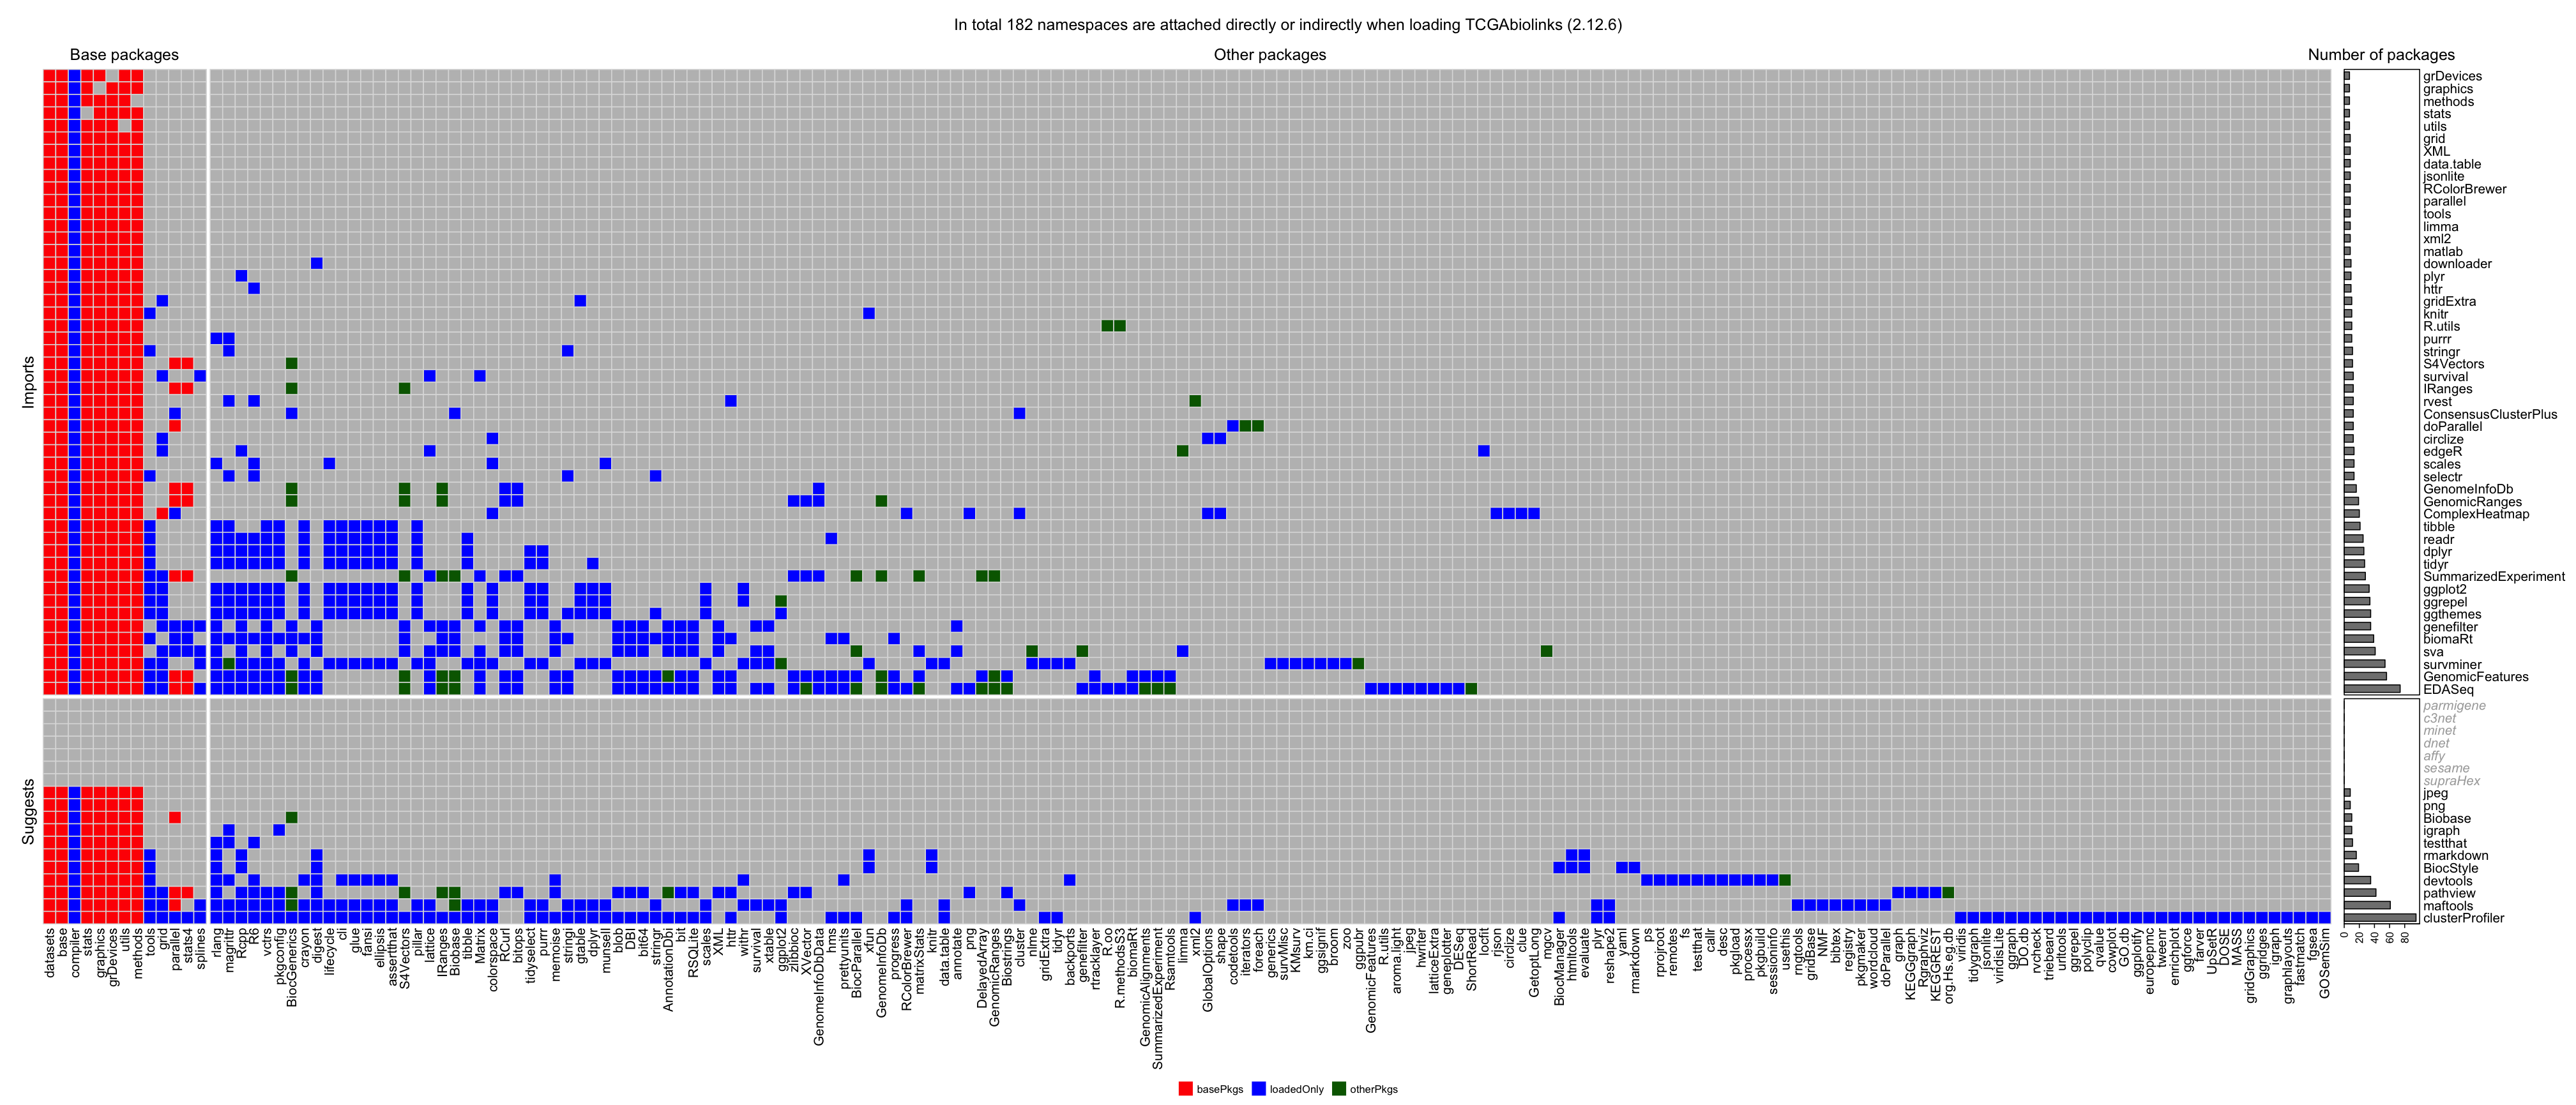 In total 182 namespaces are attached directly or indirectly when loading TCGAbiolinks (2.12.6)
Base packages
Other packages
Number of packages
Imports
grDevices
graphics
methods
stats
utils
grid
XML
data.table
jsonlite
RColorBrewer
parallel
tools
limma
xml2
matlab
downloader
plyr
httr
gridExtra
knitr
R.utils
purrr
stringr
S4Vectors
survival
IRanges
rvest
ConsensusClusterPlus
doParallel
circlize
edgeR
scales
selectr
GenomeInfoDb
GenomicRanges
ComplexHeatmap
tibble
readr
dplyr
tidyr
SummarizedExperiment
ggplot2
ggrepel
ggthemes
genefilter
biomaRt
sva
survminer
GenomicFeatures
EDASeq
Suggests
parmigene
c3net
minet
dnet
affy
sesame
supraHex
jpeg
png
Biobase
igraph
testthat
rmarkdown
BiocStyle
devtools
pathview
maftools
clusterProfiler
0
20
40
60
80
datasets
base
compiler
stats
graphics
grDevices
utils
methods
tools
grid
parallel
stats4
splines
rlang
magrittr
Rcpp
R6
vctrs
pkgconfig
BiocGenerics
crayon
digest
lifecycle
cli
glue
fansi
ellipsis
assertthat
S4Vectors
pillar
lattice
IRanges
Biobase
tibble
Matrix
colorspace
RCurl
bitops
tidyselect
purrr
memoise
stringi
gtable
dplyr
munsell
blob
DBI
bit64
stringr
AnnotationDbi
bit
RSQLite
scales
XML
httr
withr
survival
xtable
ggplot2
zlibbioc
XVector
GenomeInfoDbData
hms
prettyunits
BiocParallel
xfun
GenomeInfoDb
progress
RColorBrewer
matrixStats
knitr
data.table
annotate
png
DelayedArray
GenomicRanges
Biostrings
cluster
nlme
gridExtra
tidyr
backports
genefilter
rtracklayer
R.oo
R.methodsS3
biomaRt
GenomicAlignments
SummarizedExperiment
Rsamtools
limma
xml2
GlobalOptions
shape
codetools
iterators
foreach
generics
survMisc
KMsurv
km.ci
ggsignif
broom
zoo
ggpubr
GenomicFeatures
R.utils
aroma.light
jpeg
hwriter
latticeExtra
geneplotter
DESeq
ShortRead
locfit
rjson
circlize
clue
GetoptLong
mgcv
BiocManager
htmltools
evaluate
plyr
reshape2
yaml
rmarkdown
ps
rprojroot
remotes
fs
testthat
callr
desc
pkgload
processx
pkgbuild
sessioninfo
usethis
rngtools
gridBase
NMF
bibtex
registry
pkgmaker
wordcloud
doParallel
graph
KEGGgraph
Rgraphviz
KEGGREST
org.Hs.eg.db
viridis
tidygraph
jsonlite
viridisLite
ggraph
DO.db
rvcheck
triebeard
urltools
ggrepel
polyclip
qvalue
cowplot
GO.db
ggplotify
europepmc
tweenr
enrichplot
ggforce
farver
UpSetR
DOSE
MASS
gridGraphics
ggridges
igraph
graphlayouts
fastmatch
fgsea
GOSemSim
basePkgs
loadedOnly
otherPkgs